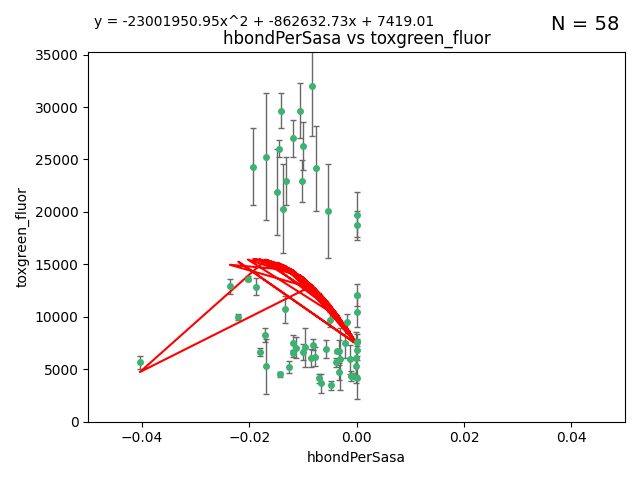 y = -23001950.95x^2 + -862632.73x + 7419.01
N = 58
hbondPerSasa vs toxgreen_fluor
toxgreen_fluor
35000
30000
25000
20000
15000
10000
5000
0
−0.04 −0.02 0.00 0.02 0.04
hbondPerSasa